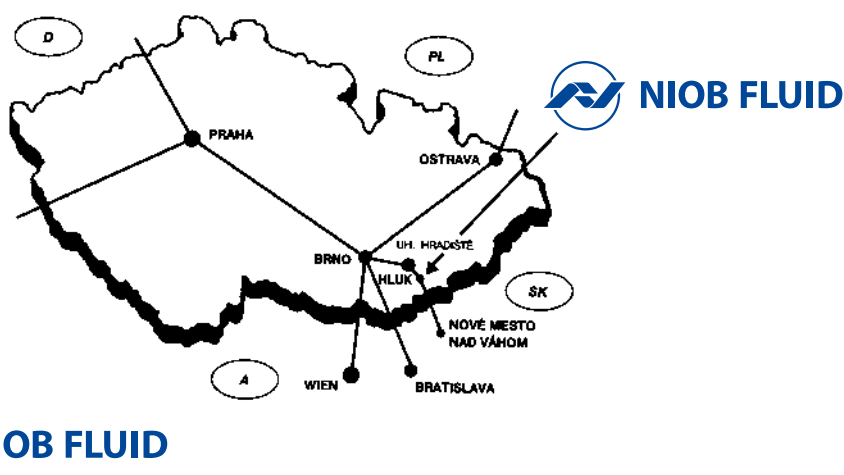 D
PL
NIOB FLUID
PRAHA
OSTRAVA
UH. HRADIŠTĚ
BRNO
HLUK
SK
NOVÉ MESTO
NAD VÁHOM
A
WIEN
BRATISLAVA
OB FLUID